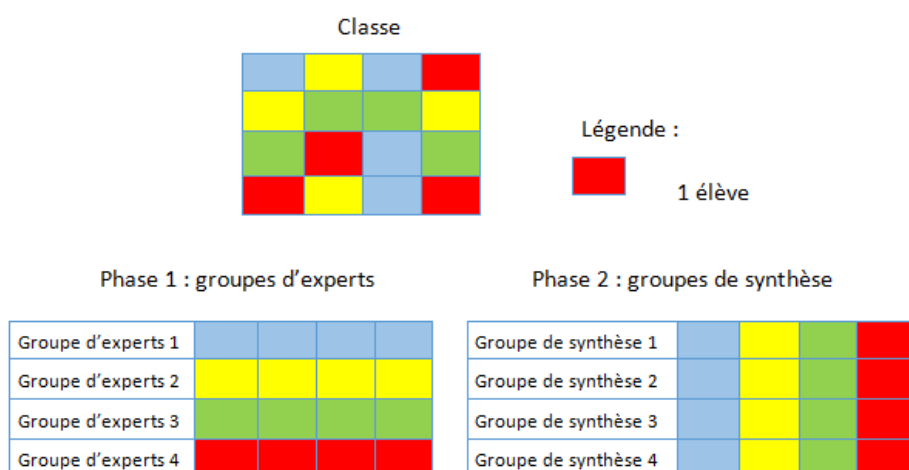 Classe
Légende :
1 élève
Phase 1 : groupes d’experts
Phase 2 : groupes de synthèse
Groupe d’experts 1
Groupe d’experts 2
Groupe d’experts 3
Groupe d’experts 4
Groupe de synthèse 1
Groupe de synthèse 2
Groupe de synthèse 3
Groupe de synthèse 4